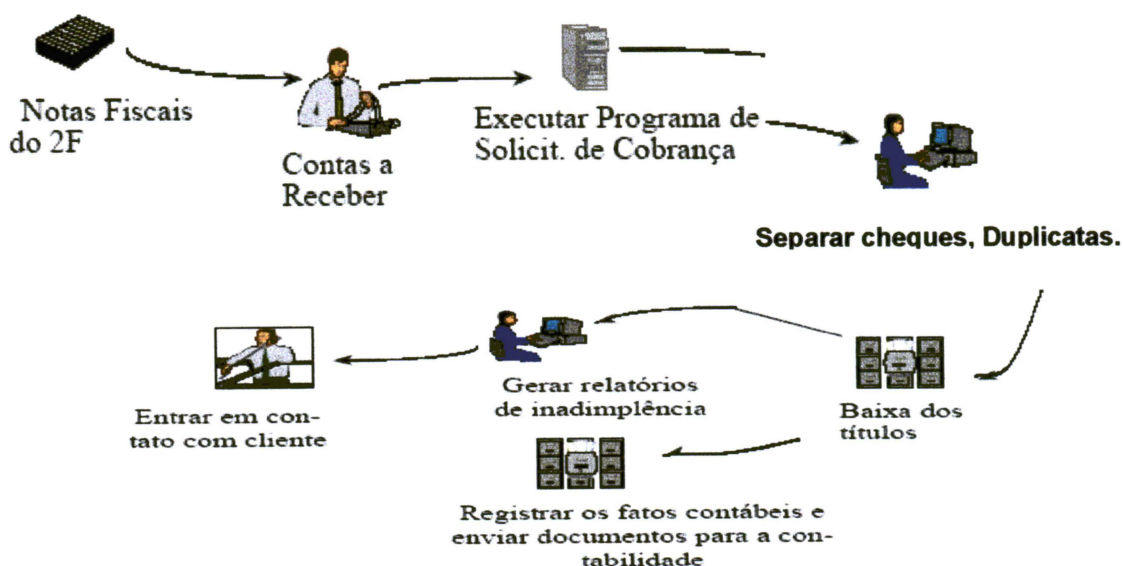 Notas Fiscais
do 2F
Contas a
Receber
Executar Programa de
Solicit. de Cobrança
Separar cheques, Duplicatas.
Entrar em con-
tato com cliente
Gerar relatórios
de inadimplência
Baixa dos
títulos
Registrar os fatos contábeis e
enviar documentos para a con-
tabilidade